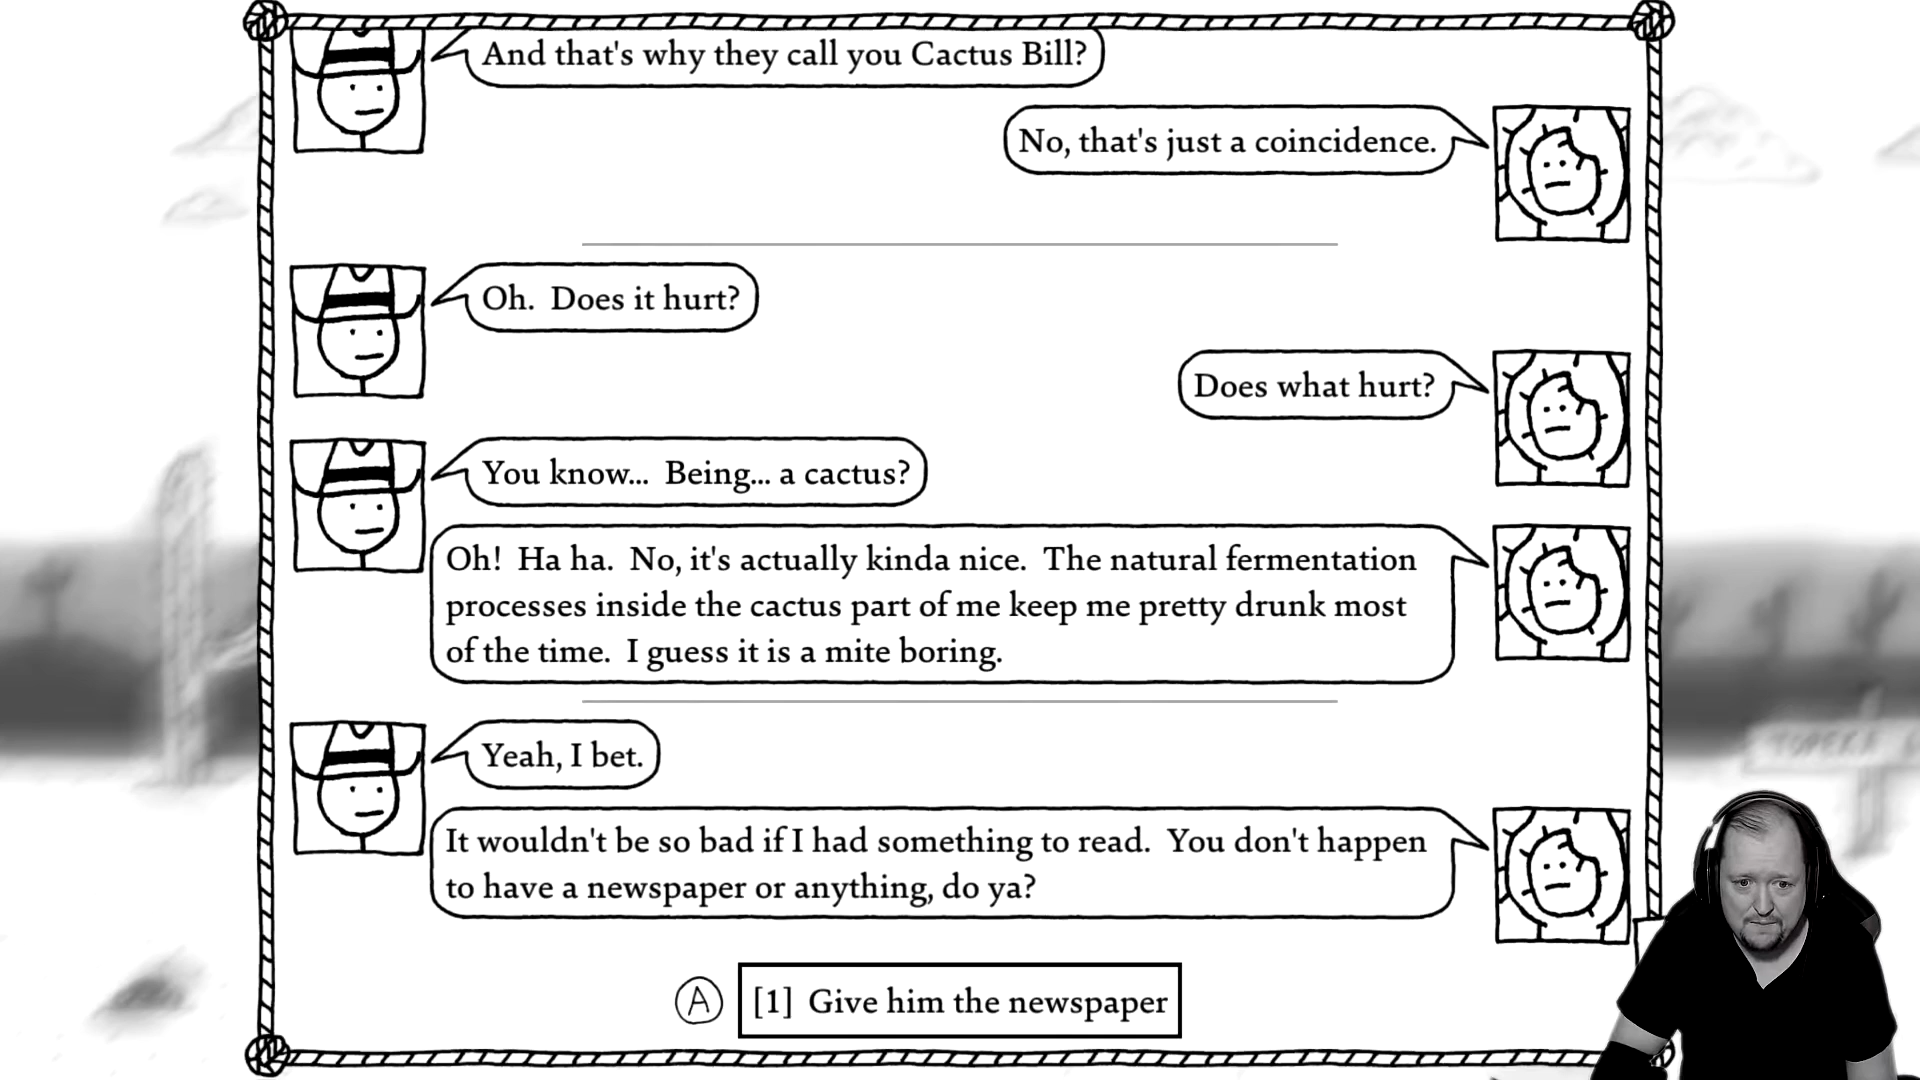 And that's why they call you Cactus Bill?
No, that's just a coincidence.
Oh. Does it hurt?
Does what hurt?
You know... Being... a cactus?
Oh! Ha ha. No, it's actually kinda nice. The natural fermentation
processes inside the cactus part of me keep me pretty drunk most
of the time. I guess it is a mite boring.
Yeah, I bet.
It wouldn't be so bad if I had something to read. You don't happen
to have a newspaper or anything, do ya?
TOPEKA
A [1] Give him the newspaper